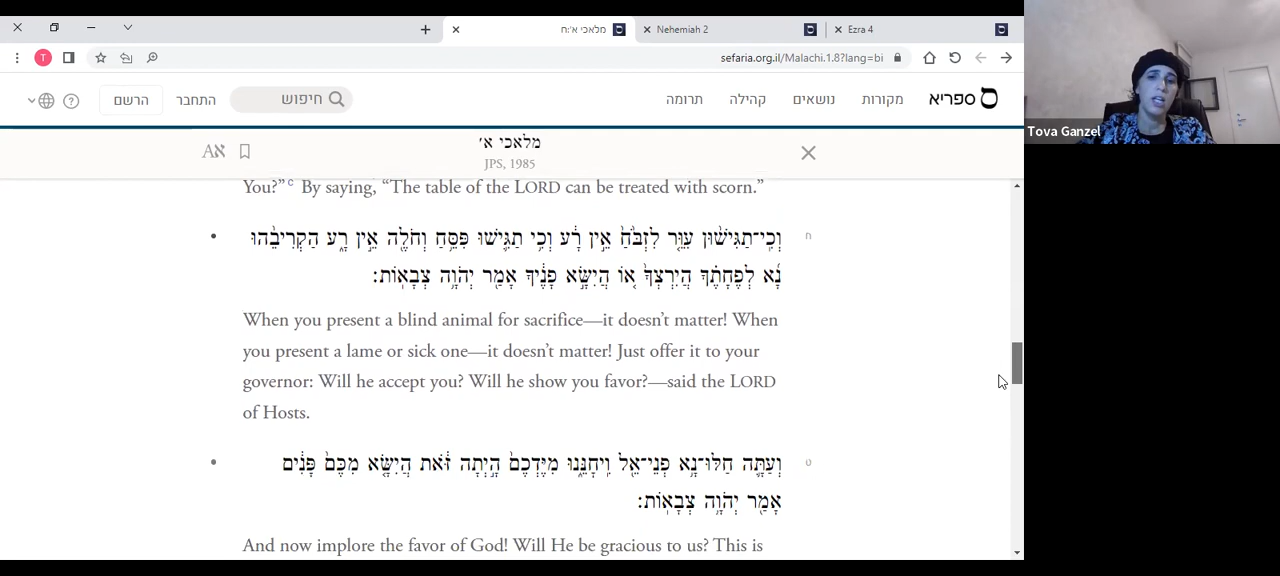 מלאכי א׳:ח
Nehemiah 2
Ezra 4
sefaria.org.il/Malachi.1.8?lang=bi
T
הרשם
התחבר
חיפוש
תרומה
קהילה
נושאים
מקורות
ספריא
Tova Ganzel
Aא
מלאכי א׳
JPS, 1985
You?” c By saying, “The table of the LORD can be treated with scorn.”
ח
וְכִֽי־תַגִּישׁ֨וּן עִוֵּ֤ר לִזְבֹּ֙חַ֙ אֵ֣ין רָ֔ע וְכִ֥י תַגִּ֛ישׁוּ פִּסֵּ֥חַ וְחֹלֶ֖ה אֵ֣ין רָ֑ע הַקְרִיבֵ֨הוּ
נָ֜א לְפֶחָתֶ֗ךָ הֲיִרְצְךָ֙ א֚וֹ הֲיִשָּׂ֣א פָנֶ֔יךָ אָמַ֖ר יְהֹוָ֥ה צְבָאֽוֹת׃
When you present a blind animal for sacrifice—it doesn’t matter! When
you present a lame or sick one—it doesn’t matter! Just offer it to your
governor: Will he accept you? Will he show you favor?—said the LORD
of Hosts.
ט
וְעַתָּ֛ה חַלּוּ־נָ֥א פְנֵי־אֵ֖ל וִֽיחׇנֵּ֑נוּ מִיֶּדְכֶם֙ הָ֣יְתָה זֹּ֔את הֲיִשָּׂ֤א מִכֶּם֙ פָּנִ֔ים
אָמַ֖ר יְהֹוָ֥ה צְבָאֽוֹת׃
And now implore the favor of God! Will He be gracious to us? This is